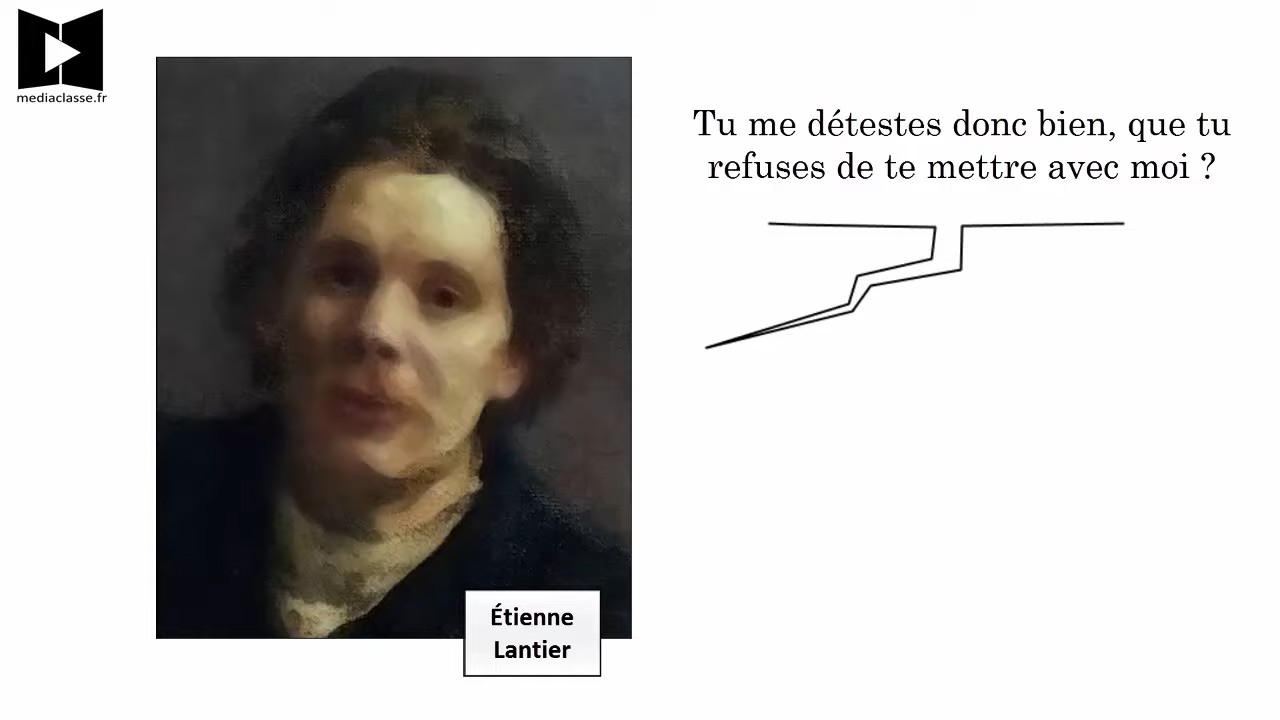 mediaclasse.fr
Tu me détestes donc bien, que tu
refuses de te mettre avec moi ?
Étienne
Lantier